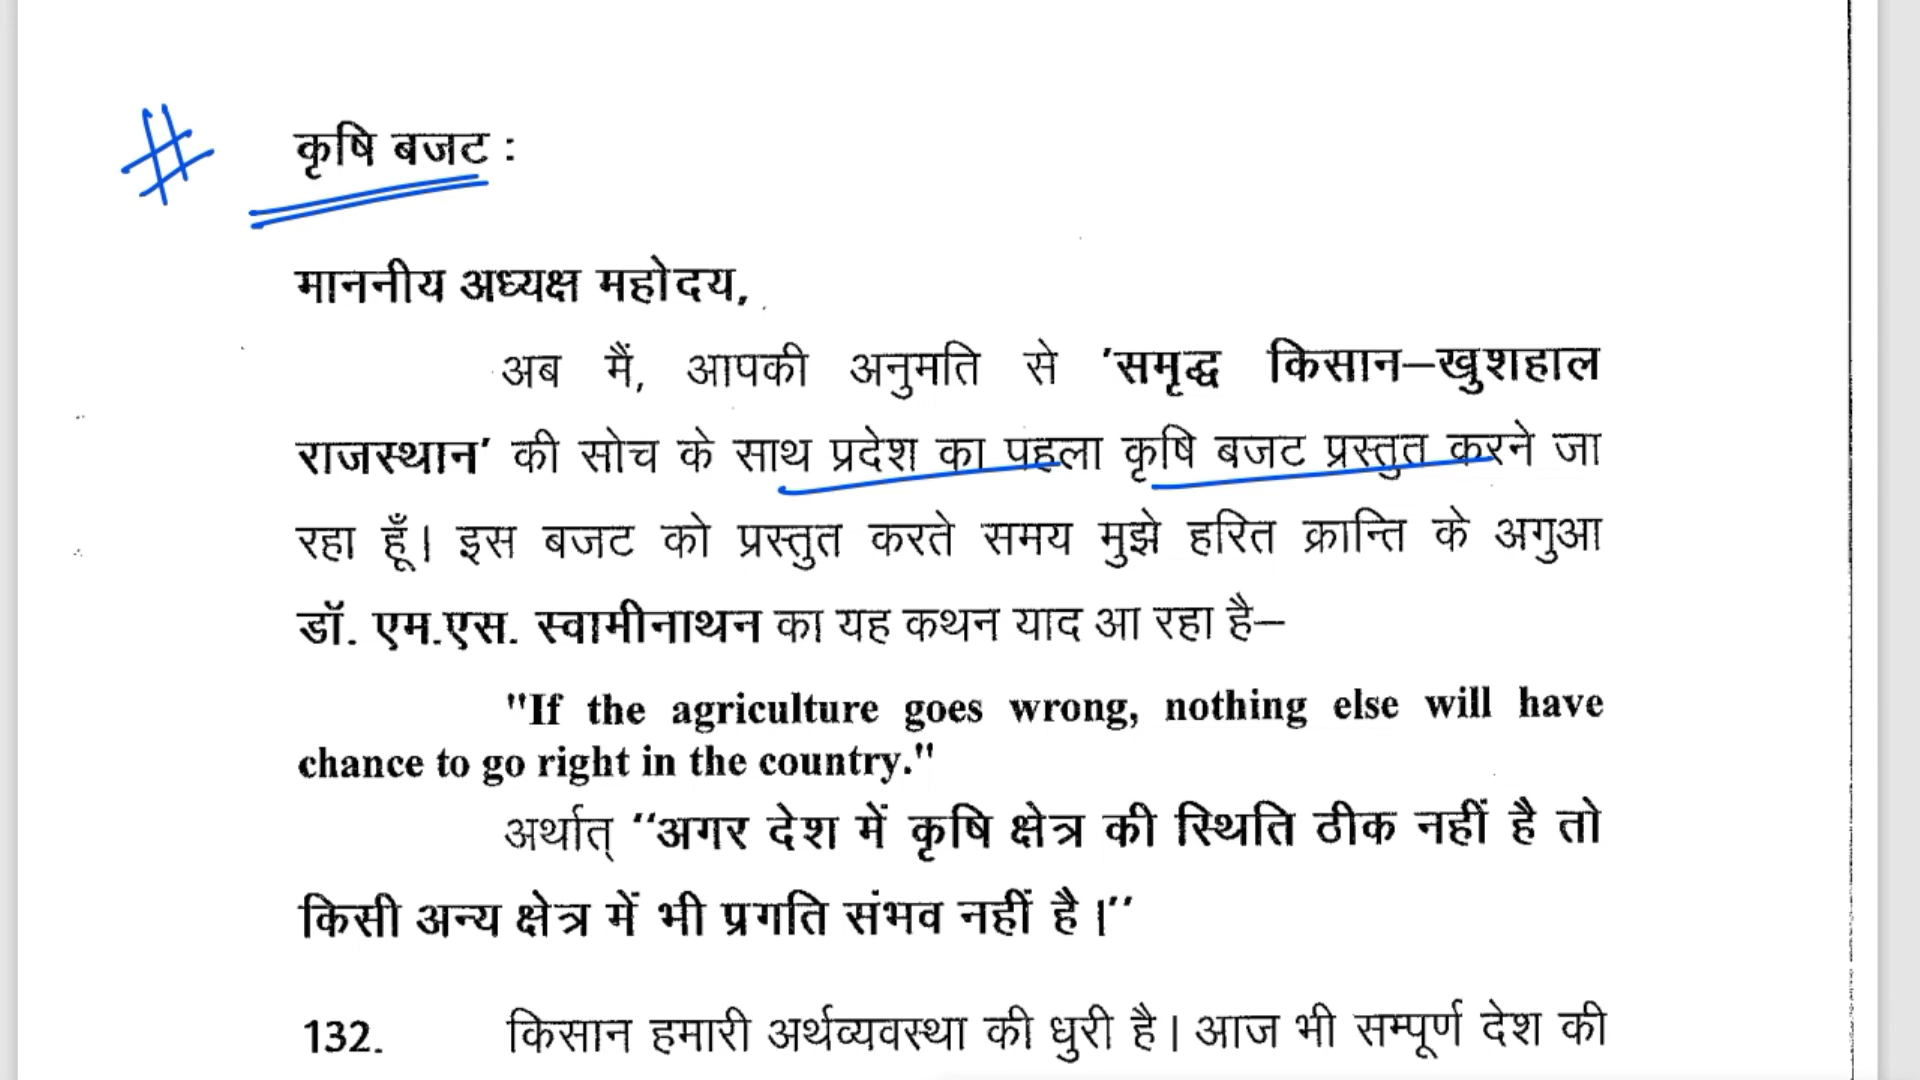 # कृषि बजट :
माननीय अध्यक्ष महोदय,
अब मैं, आपकी अनुमति से 'समृद्ध किसान–खुशहाल
राजस्थान' की सोच के साथ प्रदेश का पहला कृषि बजट प्रस्तुत करने जा
रहा हूँ। इस बजट को प्रस्तुत करते समय मुझे हरित क्रान्ति के अगुआ
डॉ. एम.एस. स्वामीनाथन का यह कथन याद आ रहा है–
"If the agriculture goes wrong, nothing else will have
chance to go right in the country."
अर्थात् "अगर देश में कृषि क्षेत्र की स्थिति ठीक नहीं है तो
किसी अन्य क्षेत्र में भी प्रगति संभव नहीं है।"
132. किसान हमारी अर्थव्यवस्था की धुरी है। आज भी सम्पूर्ण देश की